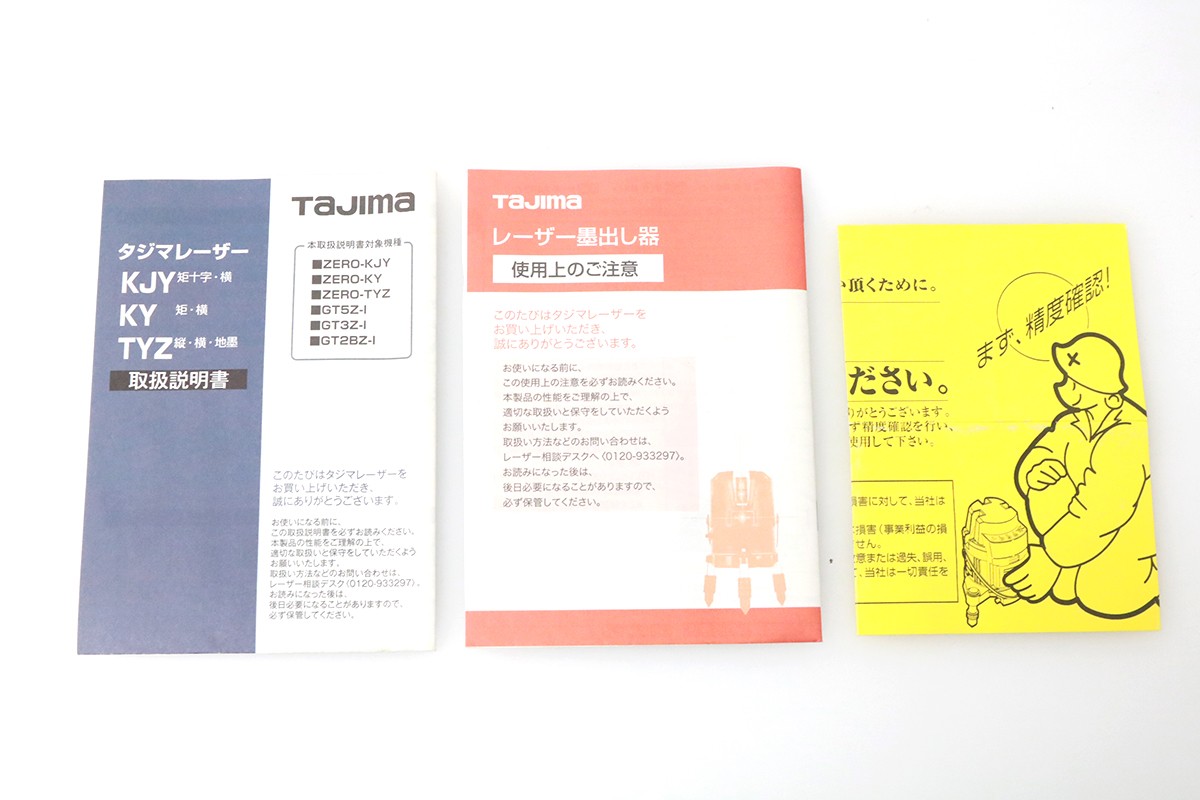 タジマレーザー
KJY矩十字・横
KY 矩・横
TYZ縦・横・地墨
取扱説明書
TAJIMA
本取扱説明書対象機種
■ZERO-KJY
■ZERO-KY
■ZERO-TYZ
■GT5Z-I
■GT3Z-I
■GT2BZ-I
このたびはタジマレーザーを
お買い上げいただき、
誠にありがとうございます。
お使いになる前に、
この取扱説明書を必ずお読みください。
本製品の性能をご理解の上で、
適切な取扱いと保守をしていただくよう
お願いいたします。
取扱い方法などのお問い合わせは、
レーザー相談デスクへ(0120-933297)。
お読みになった後は、
後日必要になることがありますので、
必ず保管してください。
TAJIMA
レーザー墨出し器
使用上のご注意
このたびはタジマレーザーを
お買い上げいただき、
誠にありがとうございます。
お使いになる前に、
この使用上の注意を必ずお読みください。
本製品の性能をご理解の上で、
適切な取扱いと保守をしていただくよう
お願いいたします。
取扱い方法などのお問い合わせは、
レーザー相談デスクへ(0120-933297)。
お読みになった後は、
後日必要になることがありますので、
必ず保管してください。
い頂くために。
まず、精度確認!
ださい。
りがとうございます。
ず精度確認を行い、
使用して下さい。
損害に対して、当社は
損害(事業利益の損
せん。
意または過失、誤用、
、当社は一切責任を